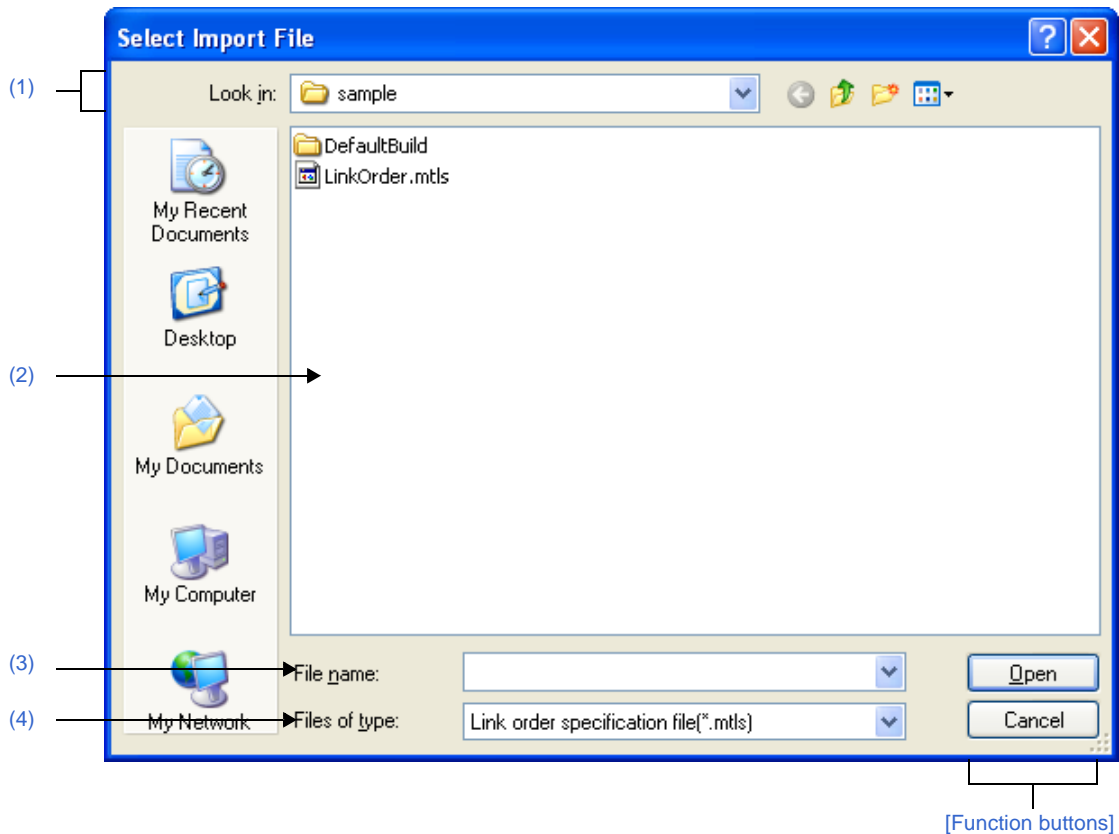 Select Import File
(1)
Look in:
sample
DefaultBuild
LinkOrder.mtls
My Recent
Documents
Desktop
(2)
My Documents
My Computer
(3)
File name:
Open
(4)
My Network
Files of type:
Link order specification file(*.mtls)
Cancel
[Function buttons]